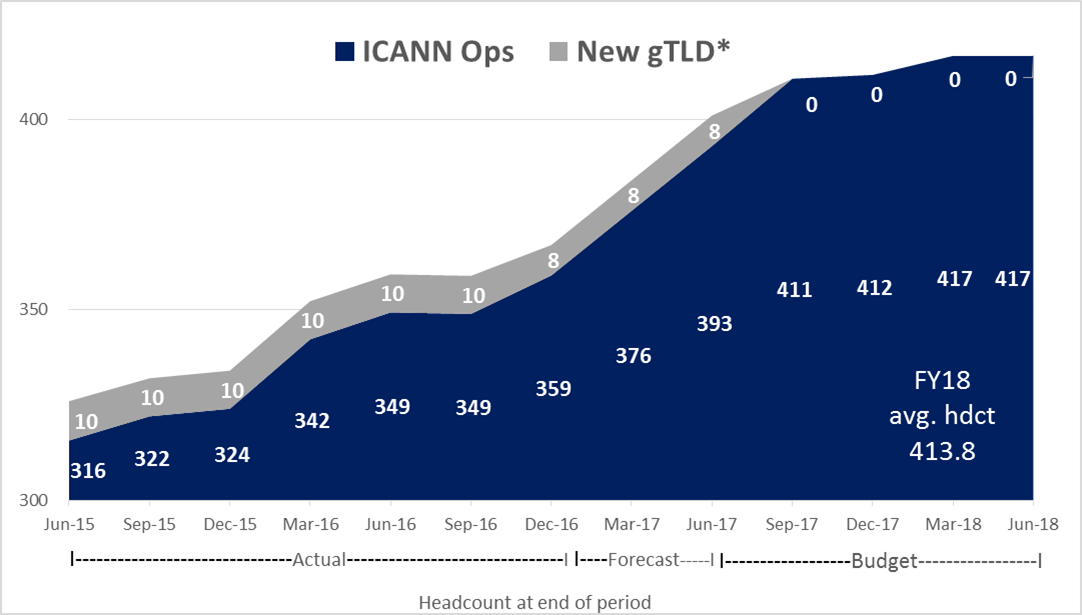 ICANN Ops New gTLD*
400
350
300
0 0 0 0
8
8
8
10
10
10
10
10
10
316 322 324 342 349 349 359 376 393 411 412 417 417
FY18
avg. hdct
413.8
Jun-15 Sep-15 Dec-15 Mar-16 Jun-16 Sep-16 Dec-16 Mar-17 Jun-17 Sep-17 Dec-17 Mar-18 Jun-18
Actual Forecast Budget
Headcount at end of period